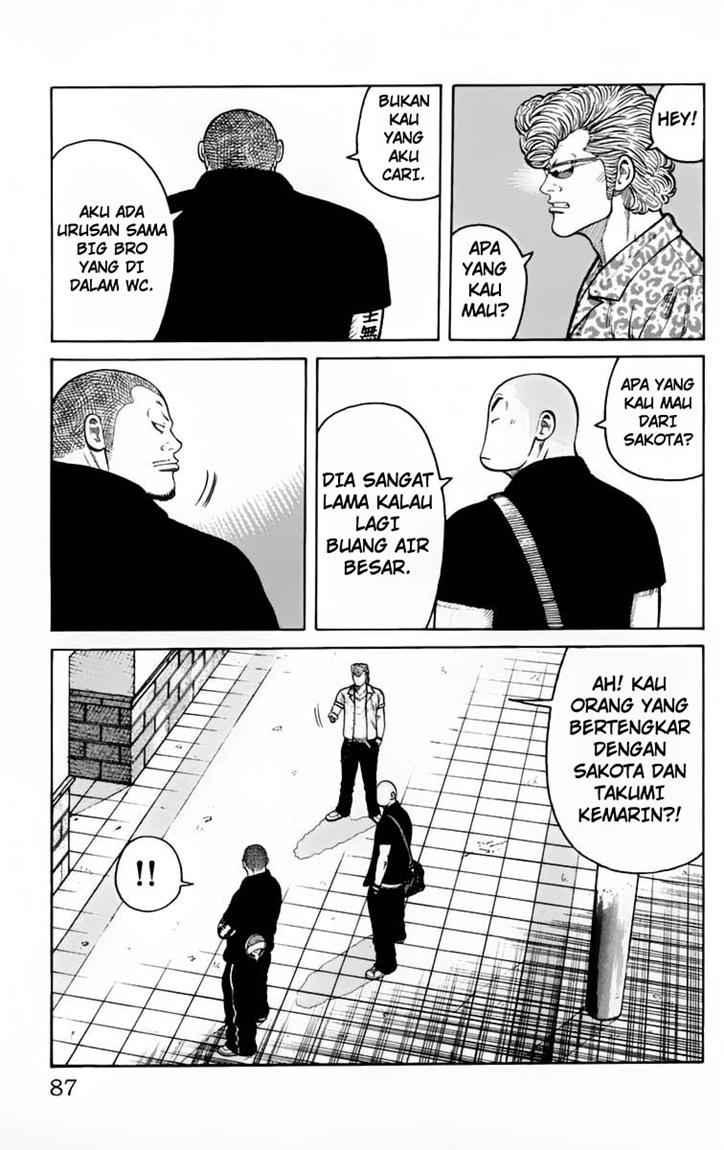 HEY!
APA
YANG
KAU
MAU?
BUKAN
KAU
YANG
AKU
CARI.
AKU ADA
URUSAN SAMA
BIG BRO
YANG DI
DALAM WC.
APA YANG
KAU MAU
DARI
SAKOTA?
DIA SANGAT
LAMA KALAU
LAGI
BUANG AIR
BESAR.
AH! KAU
ORANG YANG
BERTENGKAR
DENGAN
SAKOTA DAN
TAKUMI
KEMARIN?!
!!
87